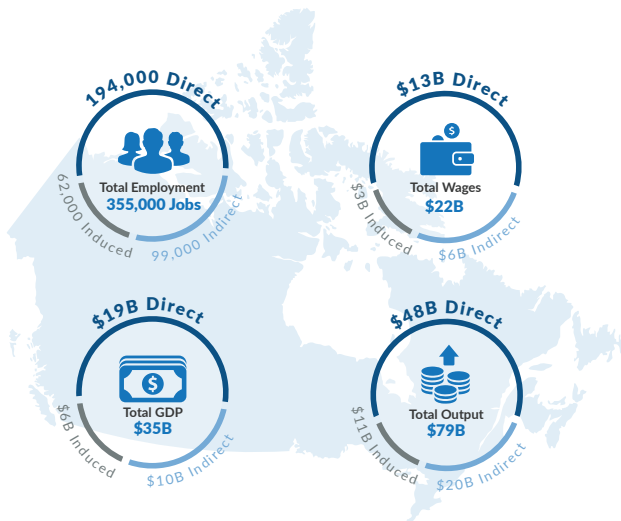 194,000 Direct
Total Employment
355,000 Jobs
62,000 Induced
99,000 Indirect
$13B Direct
$
Total Wages
$22B
$3B Induced
$6B Indirect
$19B Direct
$
Total GDP
$35B
$6B Induced
$10B Indirect
$48B Direct
Total Output
$79B
$11B Induced
$20B Indirect